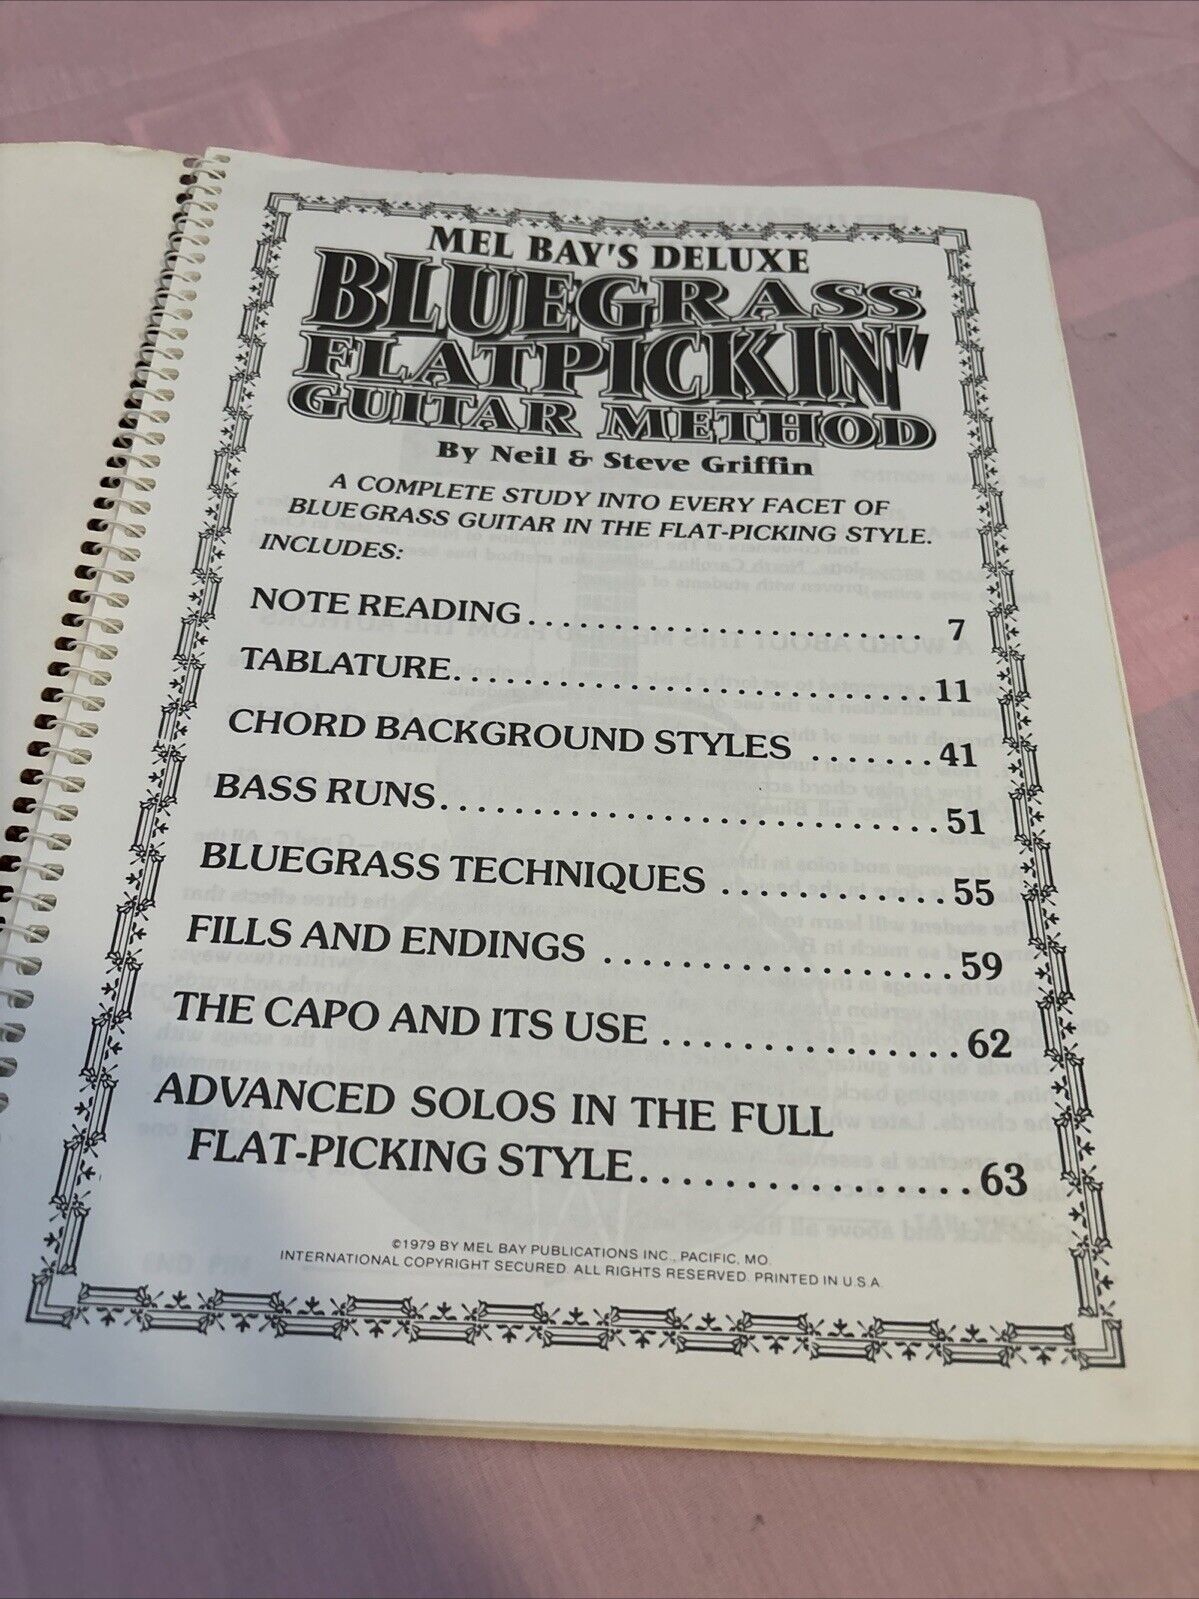 MEL BAY'S DELUXE
BLUEGRASS
FLATPICKIN'
GUITAR METHOD
By Neil & Steve Griffin
A COMPLETE STUDY INTO EVERY FACET OF
BLUEGRASS GUITAR IN THE FLAT-PICKING STYLE.
INCLUDES:
NOTE READING.......................... 7
TABLATURE..............................11
CHORD BACKGROUND STYLES .......41
BASS RUNS..............................51
BLUEGRASS TECHNIQUES ............55
FILLS AND ENDINGS ....................59
THE CAPO AND ITS USE ................62
ADVANCED SOLOS IN THE FULL
FLAT-PICKING STYLE..................63
©1979 BY MEL BAY PUBLICATIONS INC., PACIFIC, MO.
INTERNATIONAL COPYRIGHT SECURED. ALL RIGHTS RESERVED. PRINTED IN U.S.A.